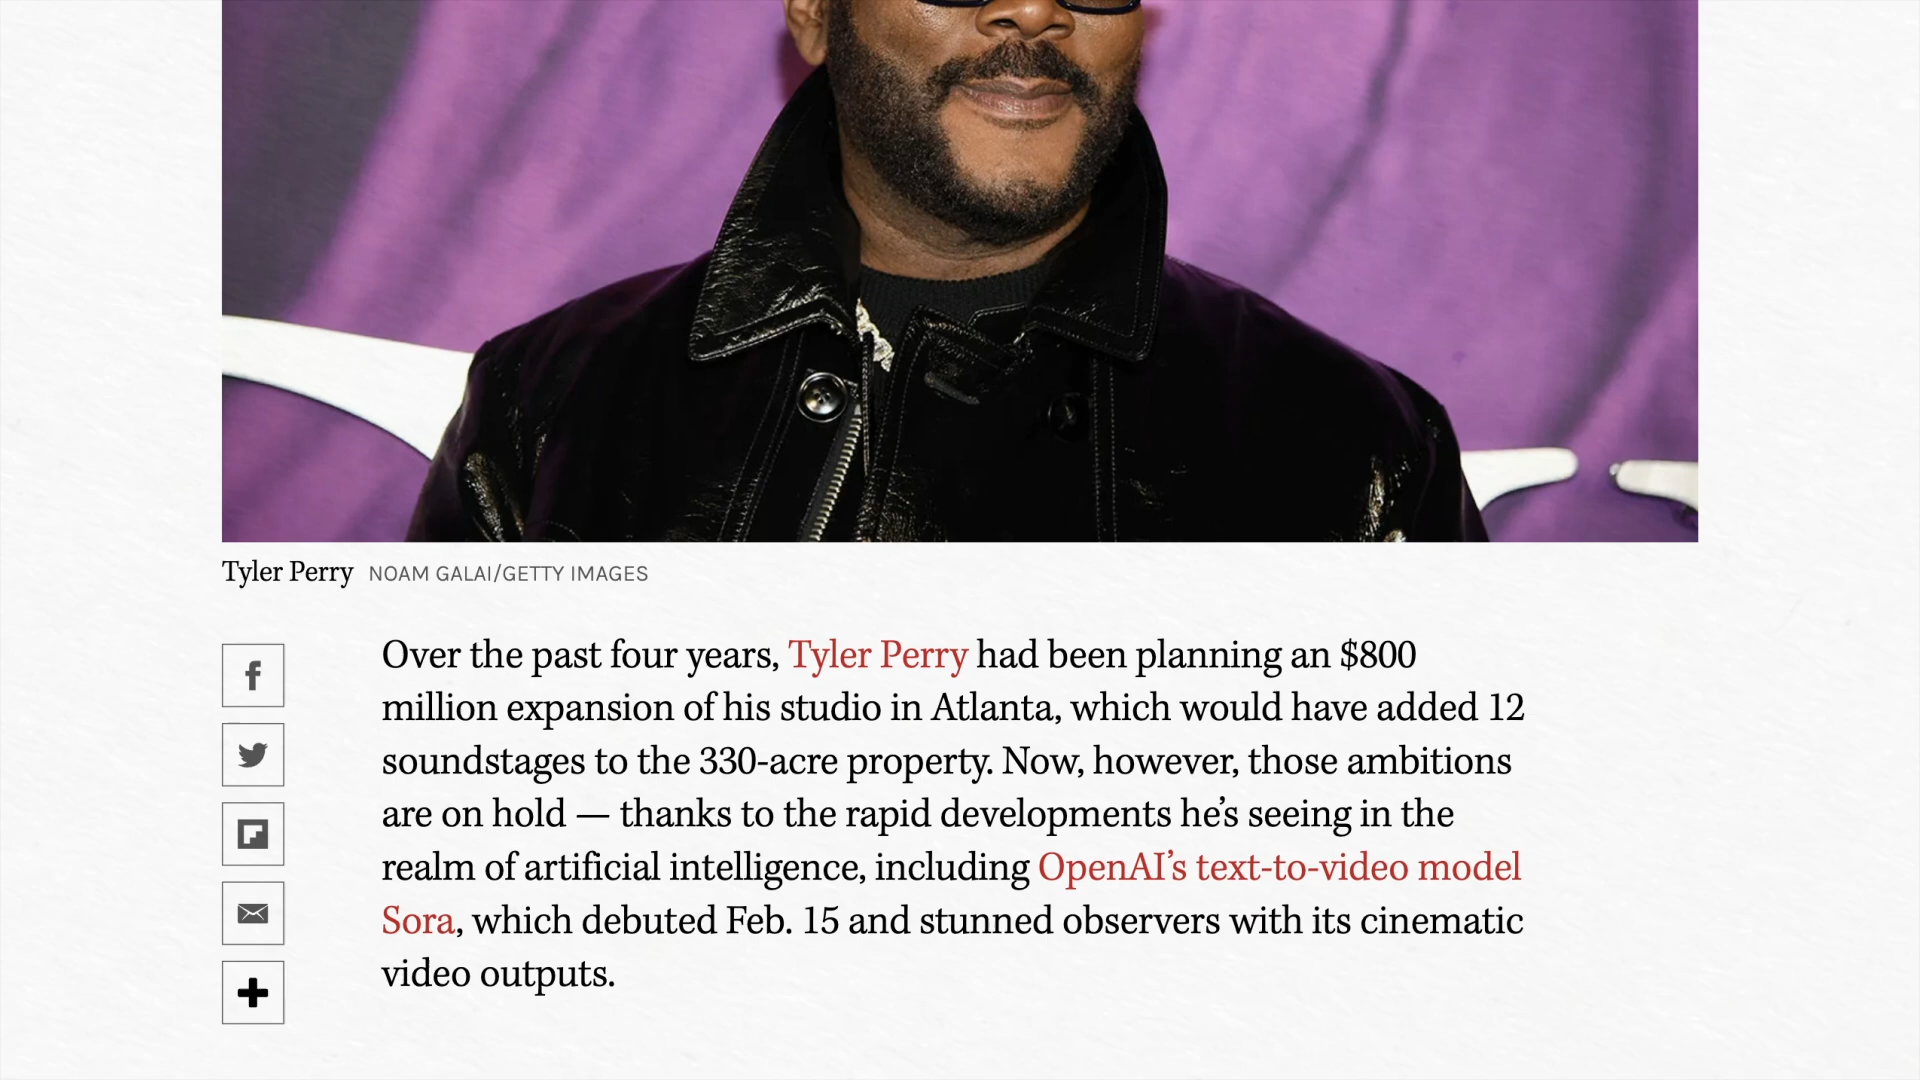 Tyler Perry NOAM GALAI/GETTY IMAGES
Over the past four years, Tyler Perry had been planning an $800
million expansion of his studio in Atlanta, which would have added 12
soundstages to the 330-acre property. Now, however, those ambitions
are on hold — thanks to the rapid developments he’s seeing in the
realm of artificial intelligence, including OpenAI’s text-to-video model
Sora, which debuted Feb. 15 and stunned observers with its cinematic
video outputs.